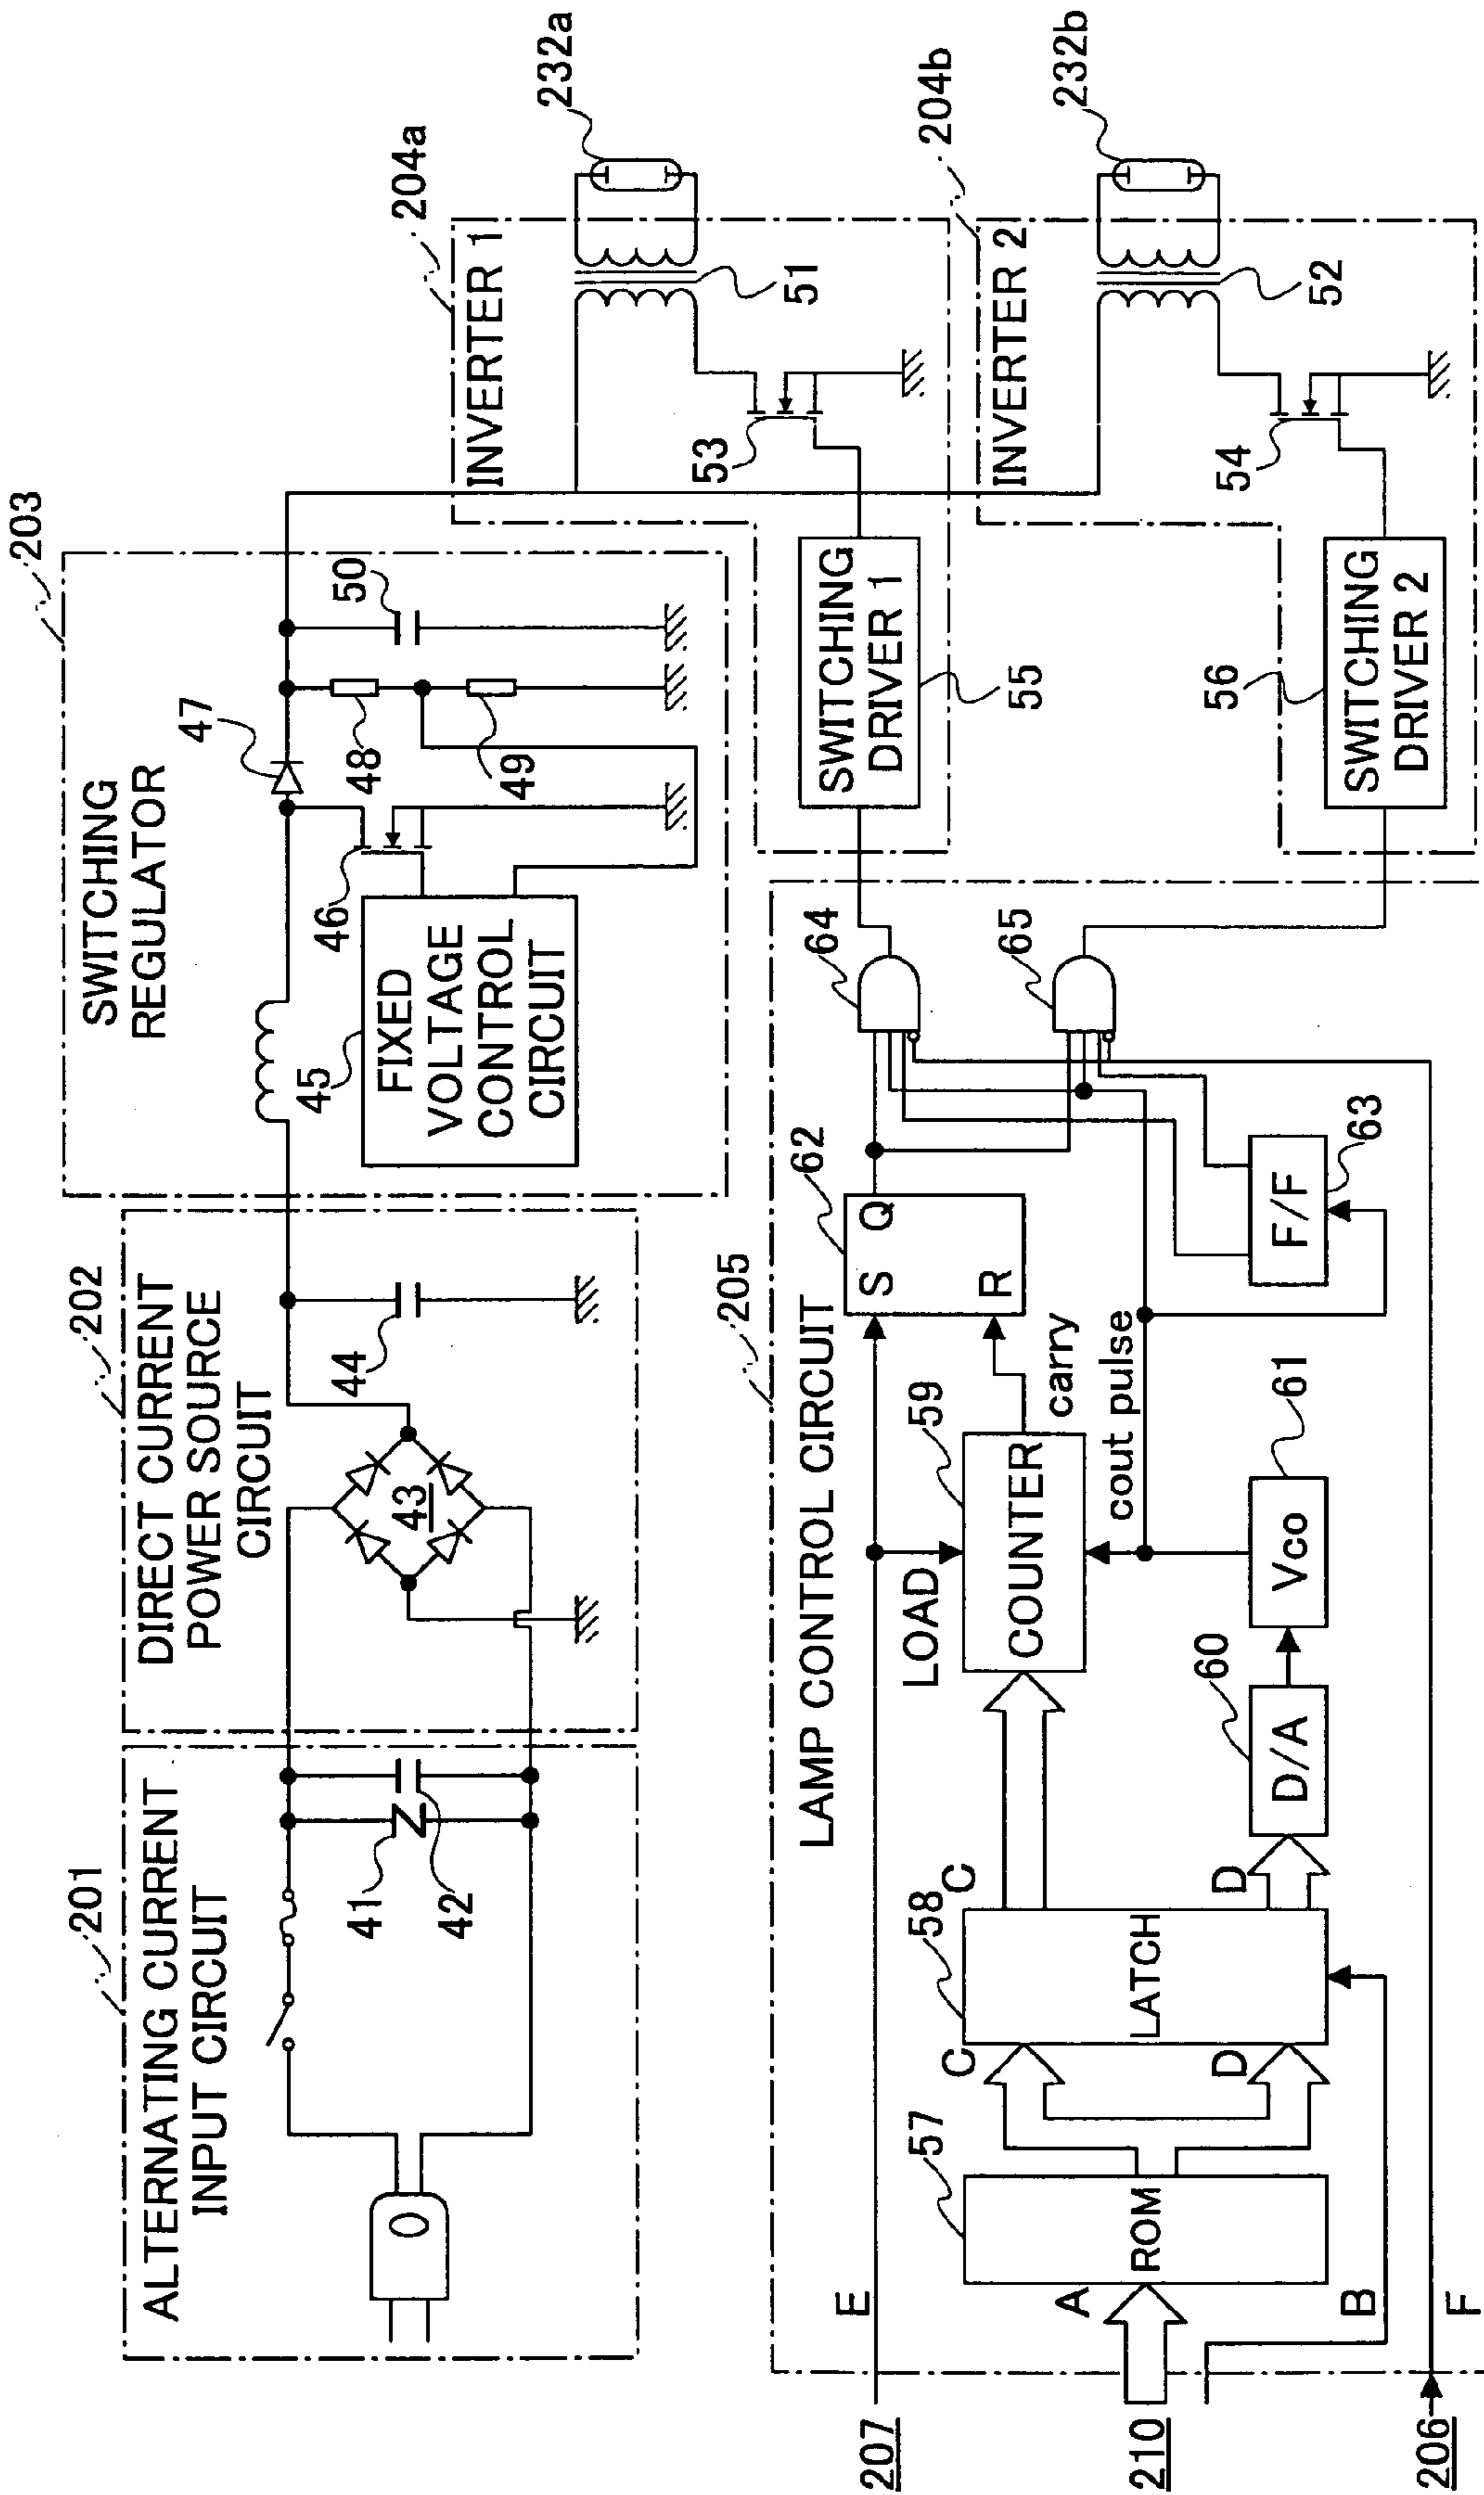 201
ALTERNATING CURRENT
INPUT CIRCUIT
41
42
202
DIRECT CURRENT
POWER SOURCE
CIRCUIT
43
44
203
SWITCHING
REGULATOR
45
FIXED
VOLTAGE
CONTROL
CIRCUIT
46
47
48
49
50
204a
INVERTER 1
232a
51
53
SWITCHING
DRIVER 1
55
204b
INVERTER 2
232b
52
54
SWITCHING
DRIVER 2
56
205
LAMP CONTROL CIRCUIT
207
E
210
A
B
206
F
57
ROM
C
D
58
LATCH
C
D
LOAD
59
COUNTER
carry
cout pulse
60
D/A
61
Vco
62
S
Q
R
63
F/F
64
65